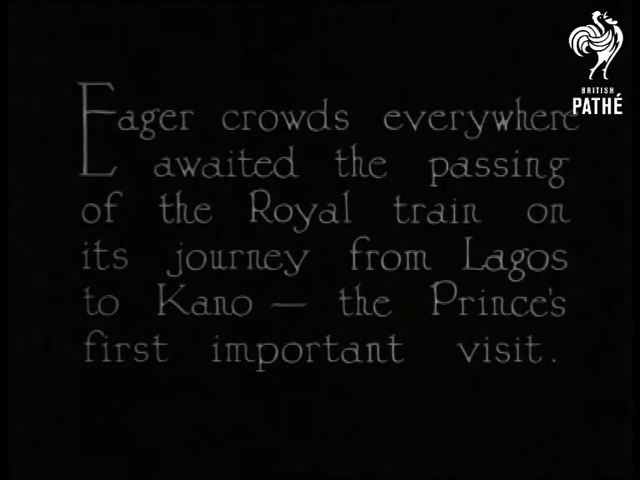 BRITISH
PATHÉ
Eager crowds everywhere
awaited the passing
of the Royal train on
its journey from Lagos
to Kano — the Prince's
first important visit.